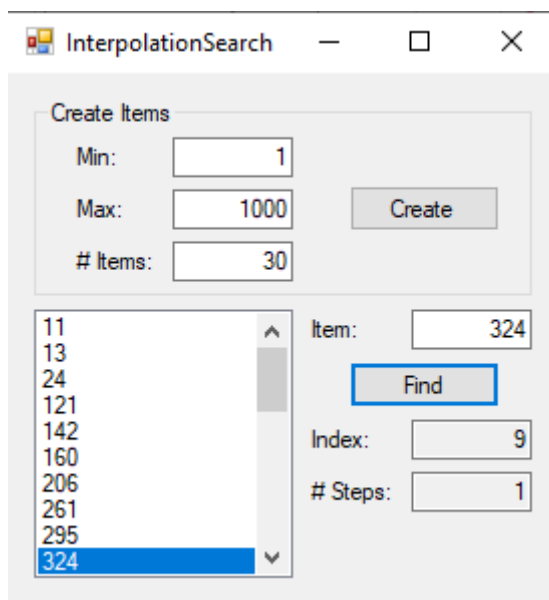 InterpolationSearch
Create Items
Min: 1
Max: 1000 Create
# Items: 30
11
13
24
121
142
160
206
261
295
324
Item: 324
Find
Index: 9
# Steps: 1